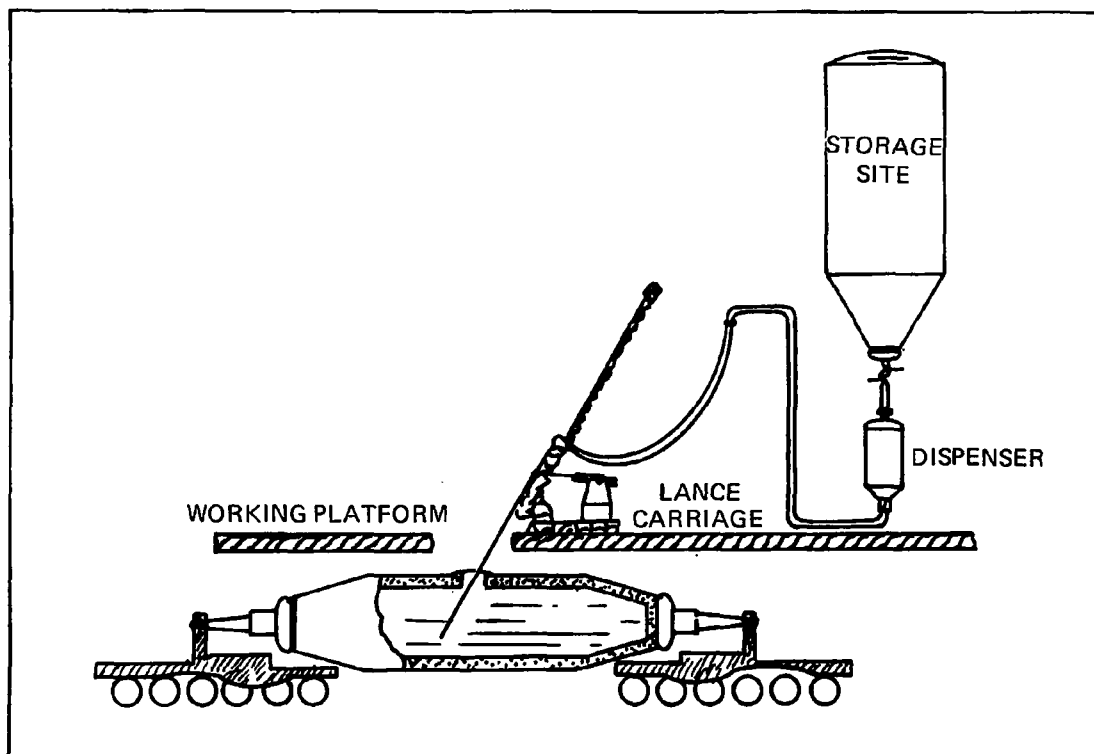 STORAGE
SITE
DISPENSER
LANCE
CARRIAGE
WORKING PLATFORM